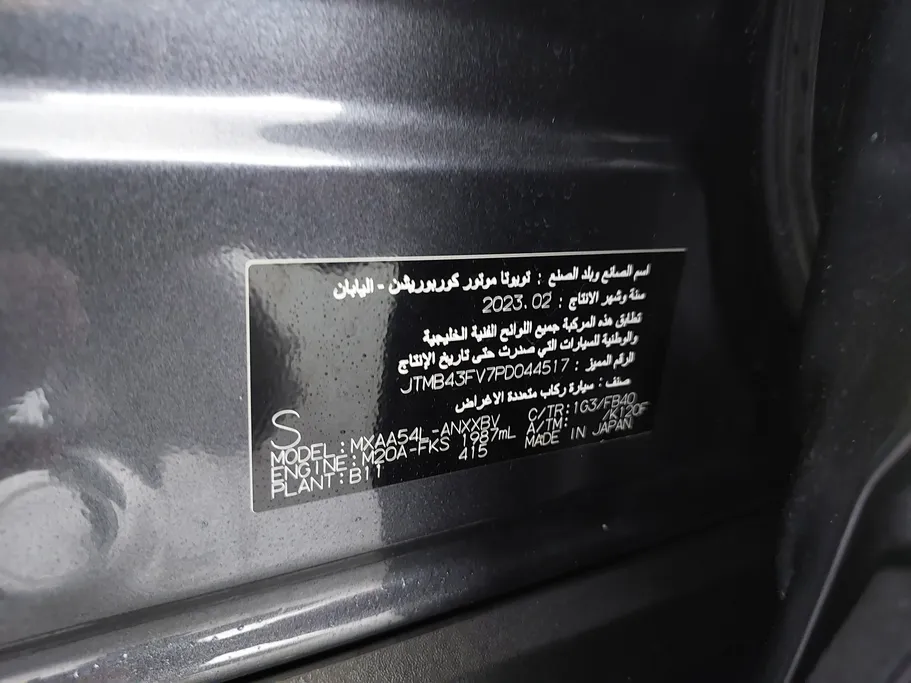 اسم الصانع وبلد الصنع : تويوتا موتور كوربوريشن - اليابان
سنة وشهر الانتاج : 2023.02
تطابق هذه المركبة جميع اللوائح الفنية الخليجية
والوطنية للسيارات التي صدرت حتى تاريخ الإنتاج
الرقم المميز : JTMB43FV7PD044517
صنف : سيارة ركاب متعددة الاغراض
S
MODEL:MXAA54L-ANXXBV C/TR:1G3/FB40
ENGINE:M20A-FKS 1987mL A/TM: /K120F
PLANT:B11 415 MADE IN JAPAN